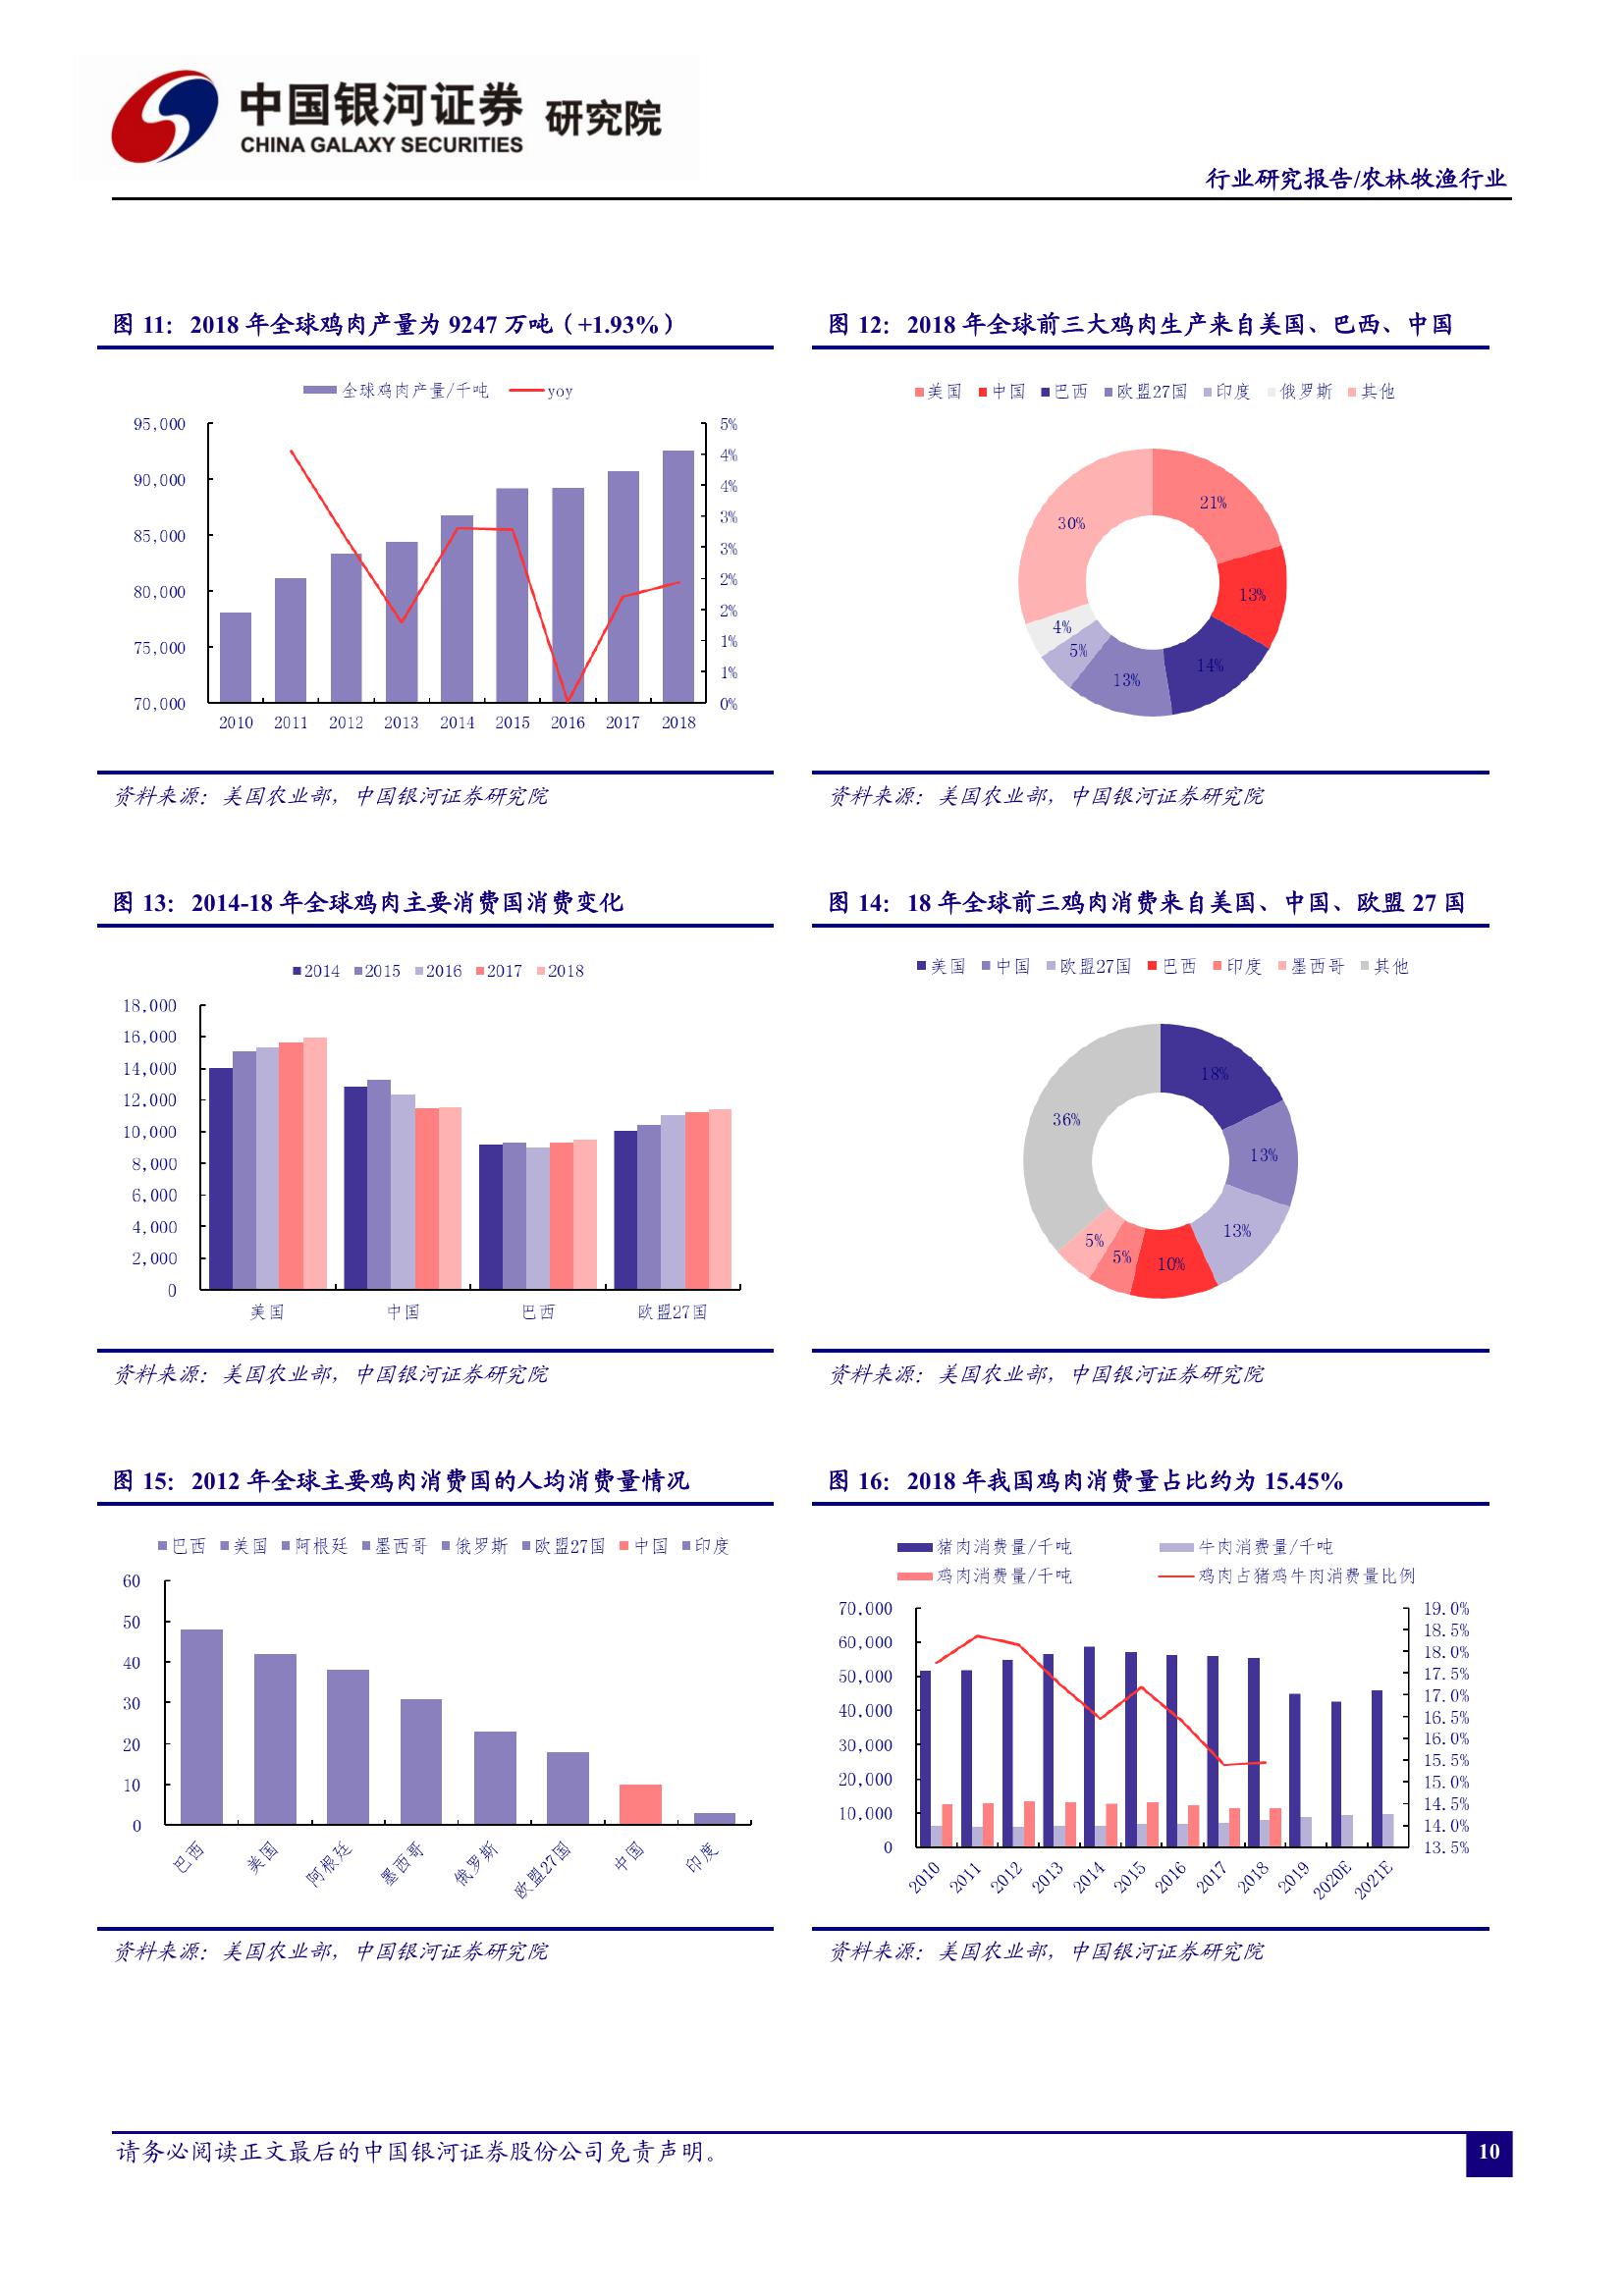 中国银河证券 研究院
CHINA GALAXY SECURITIES
行业研究报告/农林牧渔行业
图 11：2018 年全球鸡肉产量为 9247 万吨（+1.93%）
全球鸡肉产量/千吨 yoy
95,000
90,000
85,000
80,000
75,000
70,000
5%
4%
4%
3%
3%
2%
2%
1%
1%
0%
2010 2011 2012 2013 2014 2015 2016 2017 2018
资料来源：美国农业部，中国银河证券研究院
图 12：2018 年全球前三大鸡肉生产来自美国、巴西、中国
美国 中国 巴西 欧盟27国 印度 俄罗斯 其他
21%
13%
14%
13%
5%
4%
30%
资料来源：美国农业部，中国银河证券研究院
图 13：2014-18 年全球鸡肉主要消费国消费变化
2014 2015 2016 2017 2018
18,000
16,000
14,000
12,000
10,000
8,000
6,000
4,000
2,000
0
美国 中国 巴西 欧盟27国
资料来源：美国农业部，中国银河证券研究院
图 14：18 年全球前三鸡肉消费来自美国、中国、欧盟 27 国
美国 中国 欧盟27国 巴西 印度 墨西哥 其他
18%
13%
13%
10%
5%
5%
36%
资料来源：美国农业部，中国银河证券研究院
图 15：2012 年全球主要鸡肉消费国的人均消费量情况
巴西 美国 阿根廷 墨西哥 俄罗斯 欧盟27国 中国 印度
60
50
40
30
20
10
0
巴西 美国 阿根廷 墨西哥 俄罗斯 欧盟27国 中国 印度
资料来源：美国农业部，中国银河证券研究院
图 16：2018 年我国鸡肉消费量占比约为 15.45%
猪肉消费量/千吨 牛肉消费量/千吨
鸡肉消费量/千吨 鸡肉占猪鸡牛肉消费量比例
70,000
60,000
50,000
40,000
30,000
20,000
10,000
0
19.0%
18.5%
18.0%
17.5%
17.0%
16.5%
16.0%
15.5%
15.0%
14.5%
14.0%
13.5%
2010 2011 2012 2013 2014 2015 2016 2017 2018 2019 2020E 2021E
资料来源：美国农业部，中国银河证券研究院
请务必阅读正文最后的中国银河证券股份公司免责声明。
10